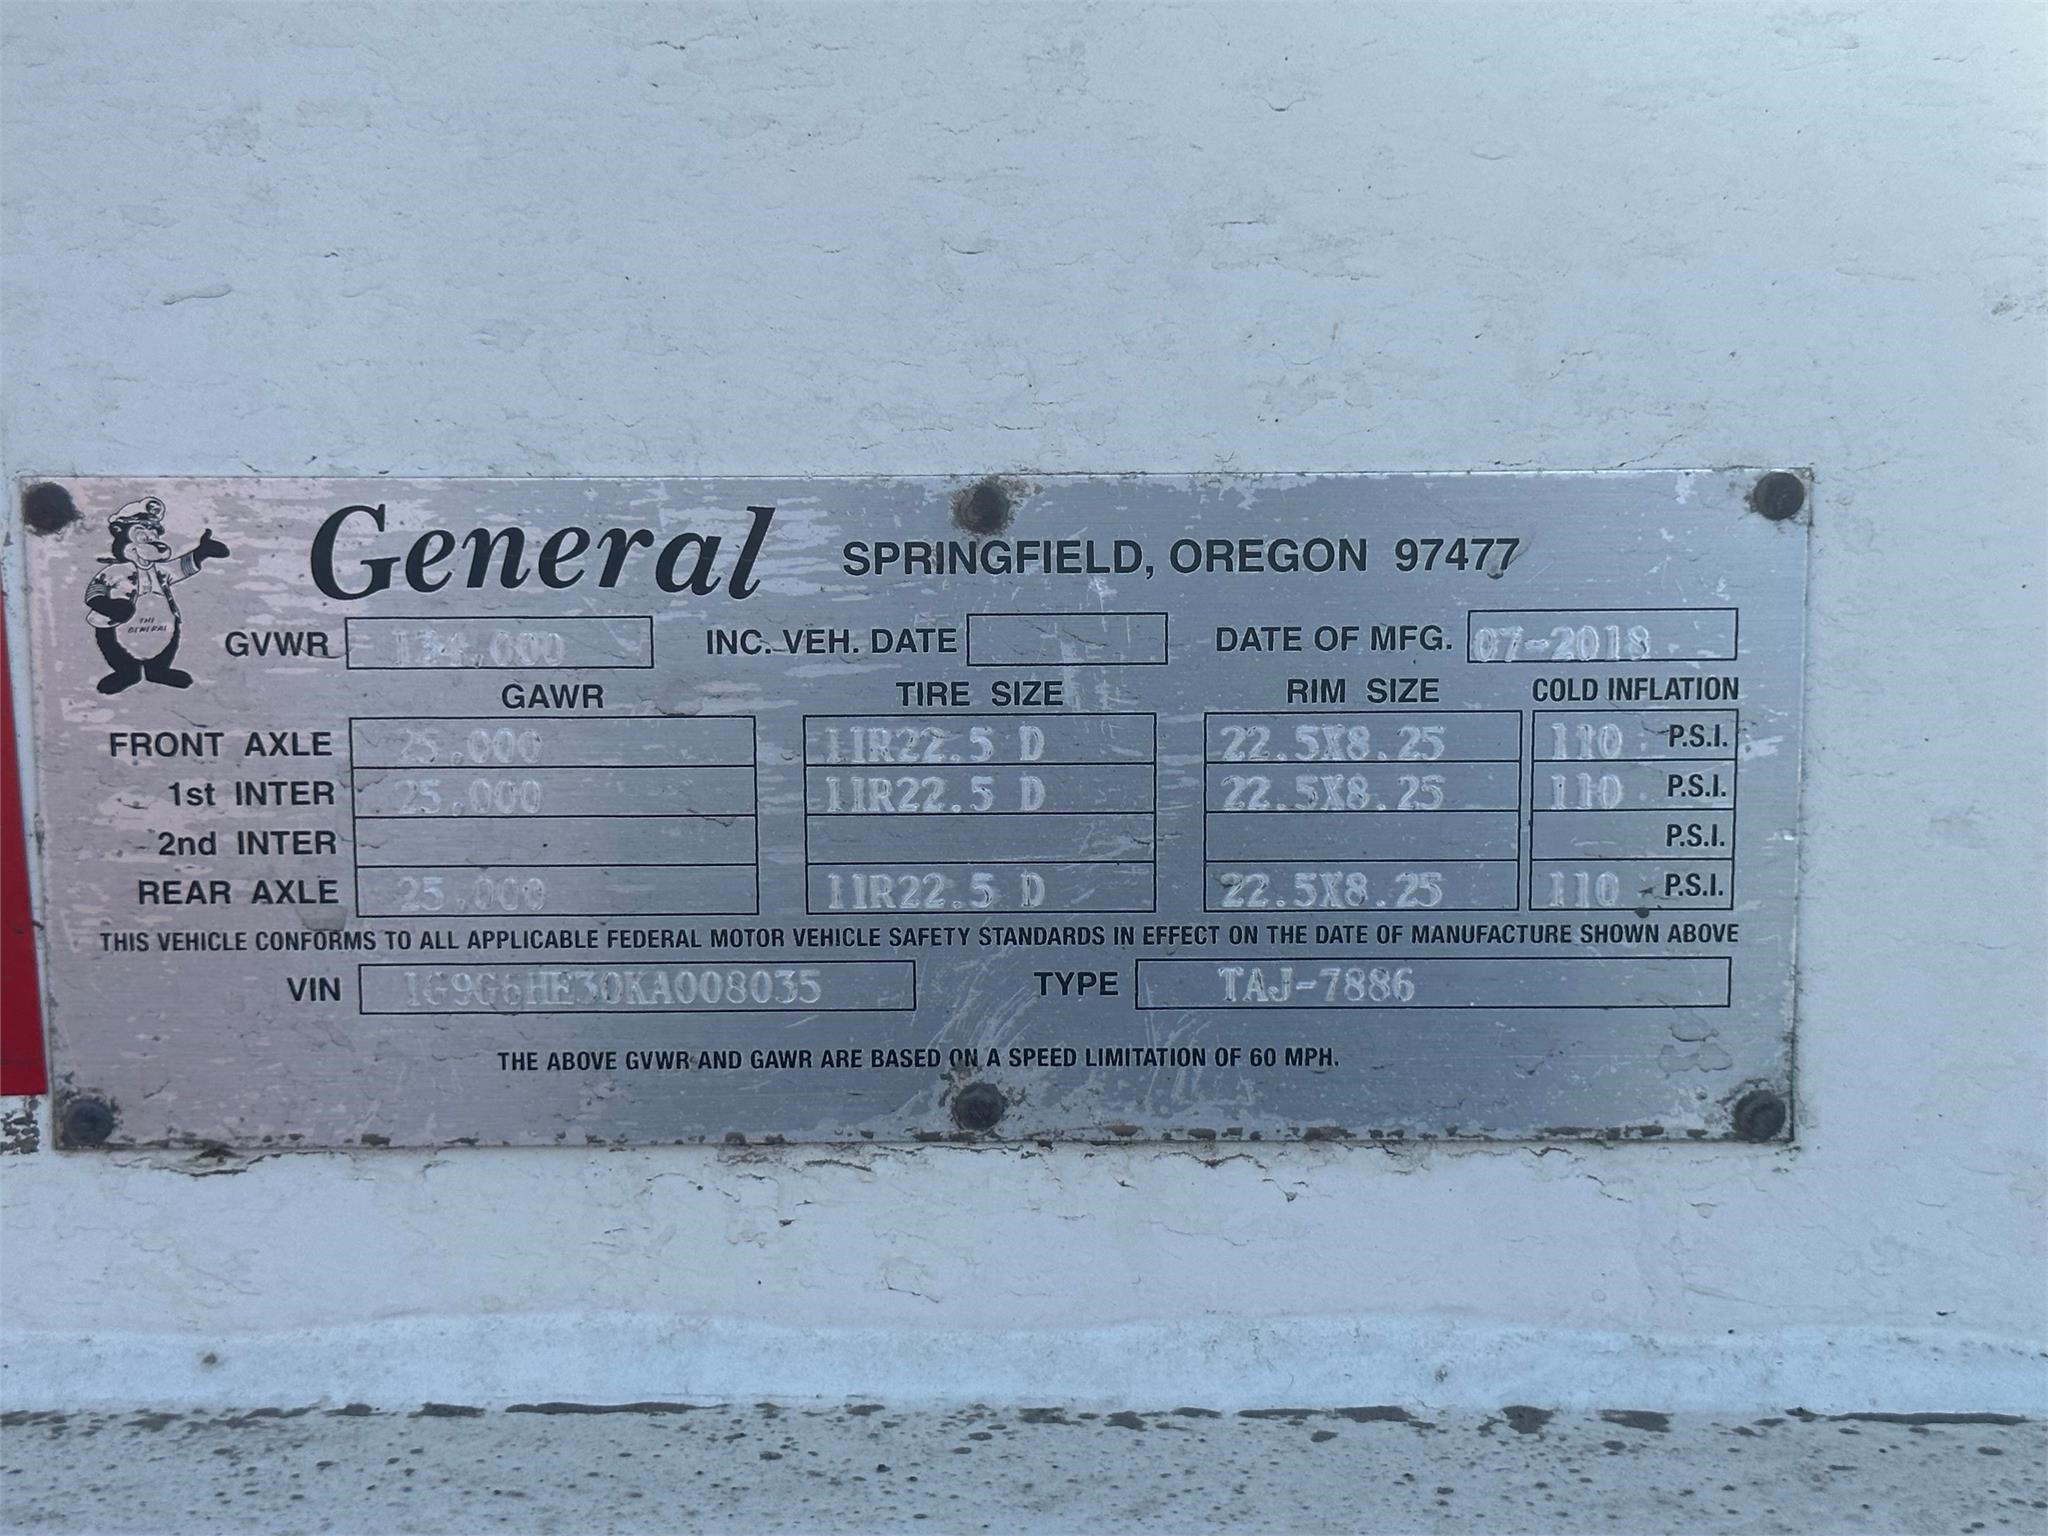 General SPRINGFIELD, OREGON 97477
THE GENERAL
GVWR 134,000 INC. VEH. DATE DATE OF MFG. 07-2018
GAWR TIRE SIZE RIM SIZE COLD INFLATION
FRONT AXLE 25,000 11R22.5 D 22.5X8.25 110 P.S.I.
1st INTER 25,000 11R22.5 D 22.5X8.25 110 P.S.I.
2nd INTER P.S.I.
REAR AXLE 25,000 11R22.5 D 22.5X8.25 110 P.S.I.
THIS VEHICLE CONFORMS TO ALL APPLICABLE FEDERAL MOTOR VEHICLE SAFETY STANDARDS IN EFFECT ON THE DATE OF MANUFACTURE SHOWN ABOVE
VIN 1G9G6HE30KA008035 TYPE TAJ-7886
THE ABOVE GVWR AND GAWR ARE BASED ON A SPEED LIMITATION OF 60 MPH.